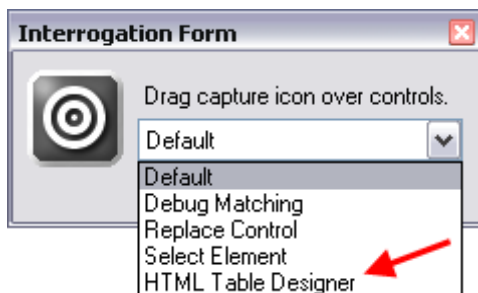 Interrogation Form
Drag capture icon over controls.
Default
Default
Debug Matching
Replace Control
Select Element
HTML Table Designer